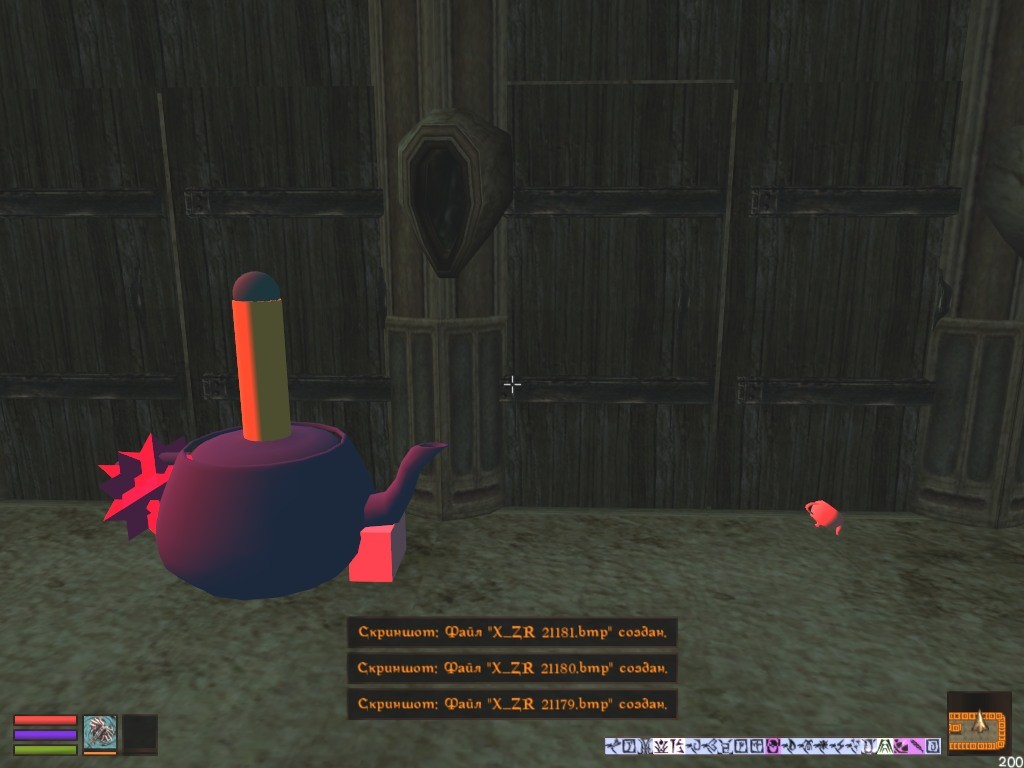 Скриншот: Файл "X_ZR 21181.bmp" создан.
Скриншот: Файл "X_ZR 21180.bmp" создан.
Скриншот: Файл "X_ZR 21179.bmp" создан.
200